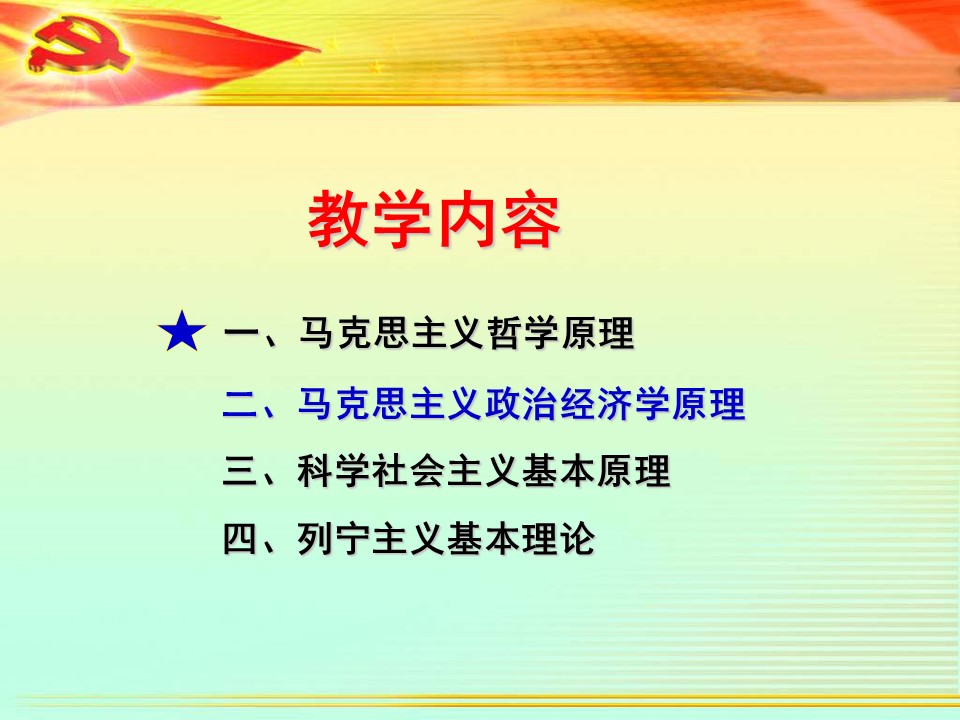 教学内容
★ 一、马克思主义哲学原理
二、马克思主义政治经济学原理
三、科学社会主义基本原理
四、列宁主义基本理论